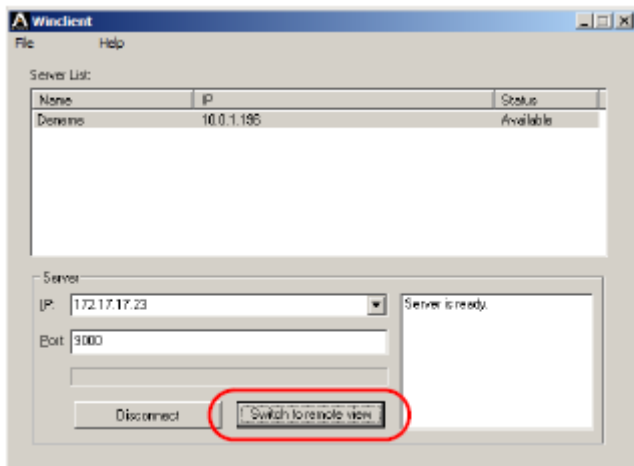 Winclient
File Help
Server List:
Name IP Status
Deneme 10.0.1.196 Available
Server
IP: 172.17.17.23
Server is ready.
Port 9000
Disconnect Switch to remote view